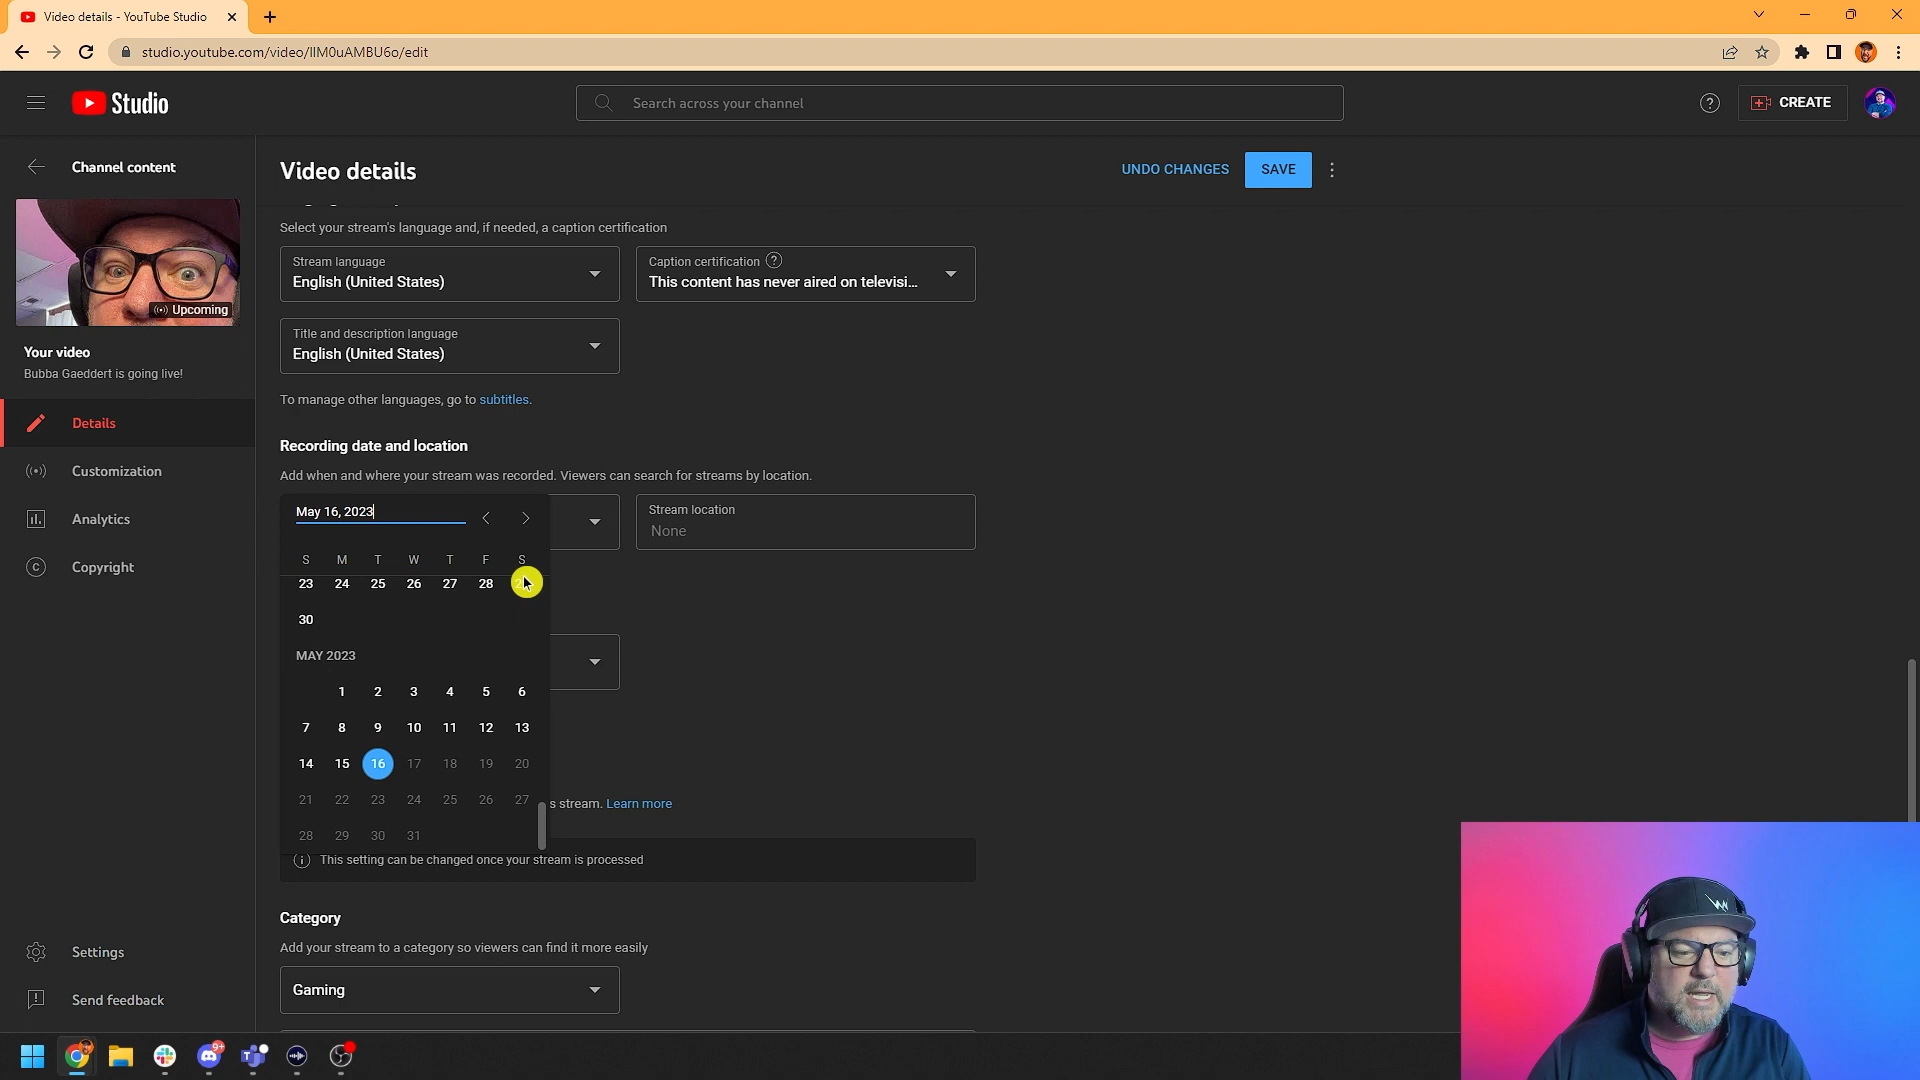 Video details - YouTube Studio
studio.youtube.com/video/IIM0uAMBU6o/edit
Studio
Search across your channel
CREATE
Channel content
Video details
UNDO CHANGES
SAVE
Upcoming
Your video
Bubba Gaeddert is going live!
Details
Customization
Analytics
Copyright
Settings
Send feedback
Select your stream's language and, if needed, a caption certification
Stream language
English (United States)
Caption certification
This content has never aired on televisi...
Title and description language
English (United States)
To manage other languages, go to subtitles.
Recording date and location
Add when and where your stream was recorded. Viewers can search for streams by location.
May 16, 2023
Stream location
None
S M T W T F S
23 24 25 26 27 28
30
MAY 2023
1 2 3 4 5 6
7 8 9 10 11 12 13
14 15 16 17 18 19 20
21 22 23 24 25 26 27
28 29 30 31
s stream. Learn more
This setting can be changed once your stream is processed
Category
Add your stream to a category so viewers can find it more easily
Gaming
9+